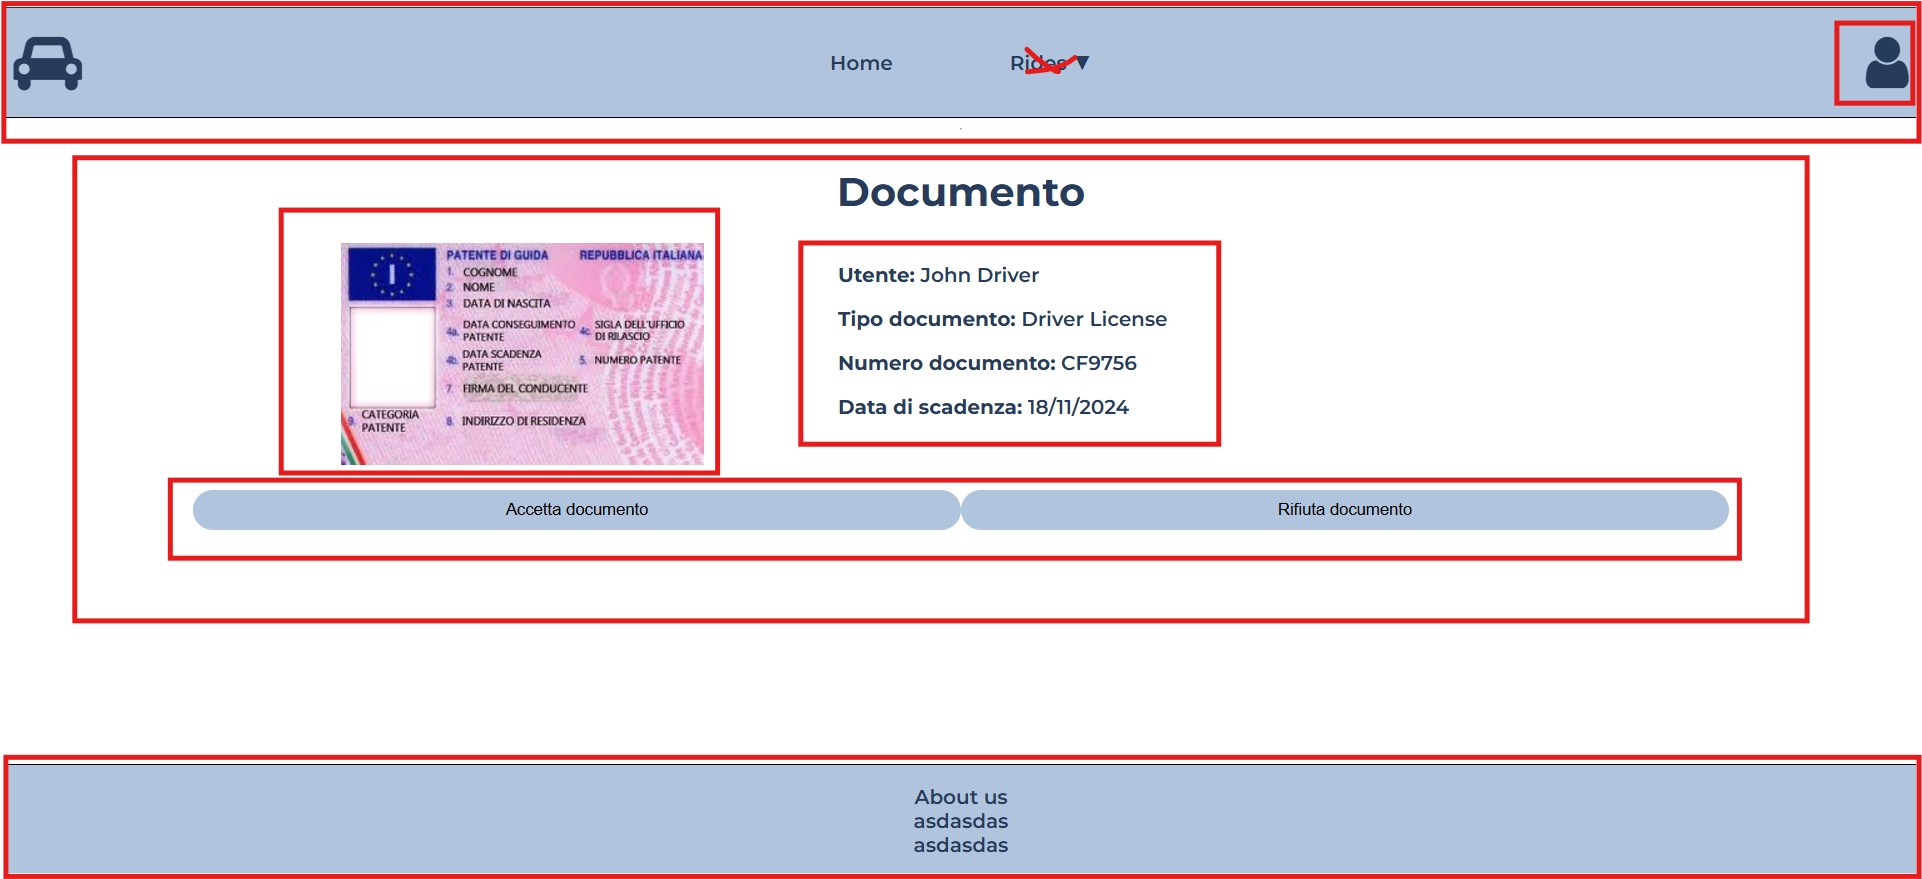 Home
Rides ▼
Documento
PATENTE DI GUIDA REPUBBLICA ITALIANA
1. COGNOME
2. NOME
3. DATA DI NASCITA
4a. DATA CONSEGUIMENTO PATENTE
4c. SIGLA DELL'UFFICIO DI RILASCIO
4b. DATA SCADENZA PATENTE
5. NUMERO PATENTE
7. FIRMA DEL CONDUCENTE
9. CATEGORIA PATENTE
8. INDIRIZZO DI RESIDENZA
I
Utente: John Driver
Tipo documento: Driver License
Numero documento: CF9756
Data di scadenza: 18/11/2024
Accetta documento
Rifiuta documento
About us
asdasdas
asdasdas